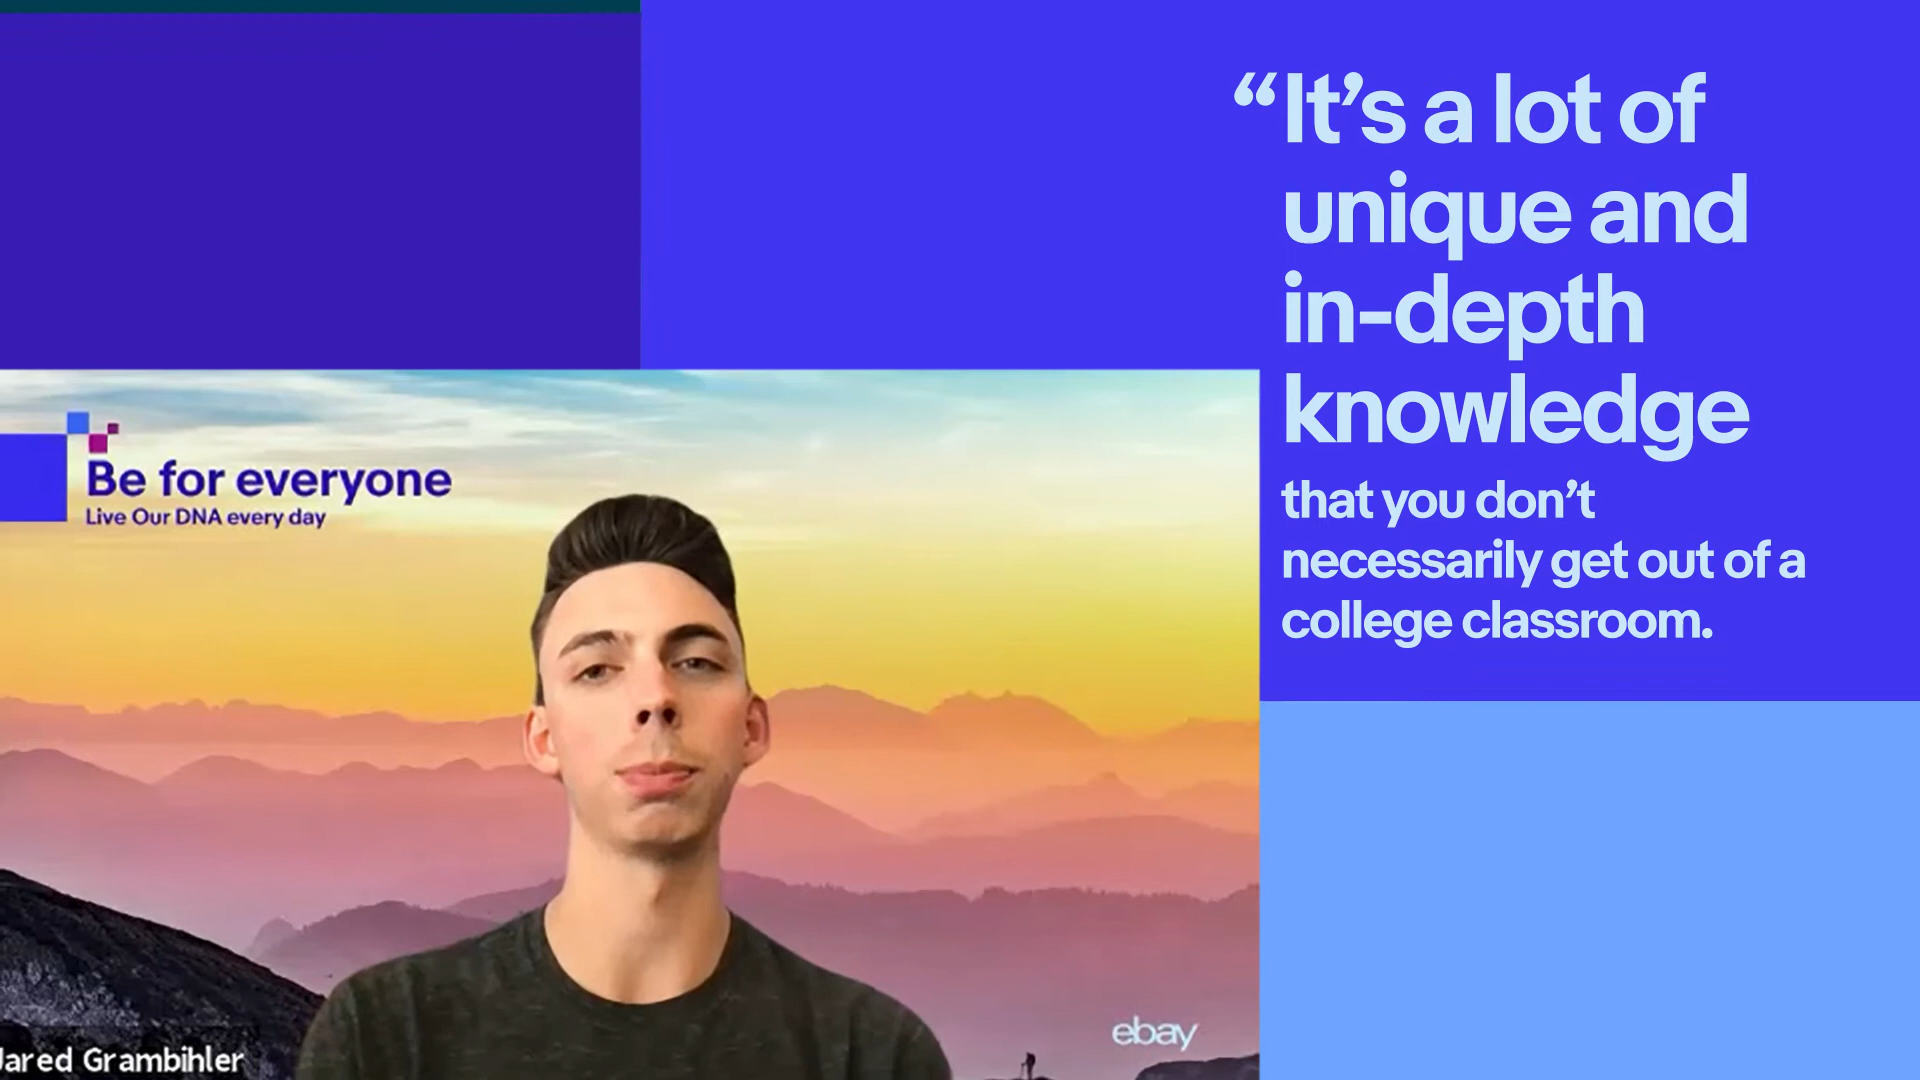 “It’s a lot of
unique and
in-depth
knowledge
that you don’t
necessarily get out of a
college classroom.
Be for everyone
Live Our DNA every day
ebay
Jared Grambihler